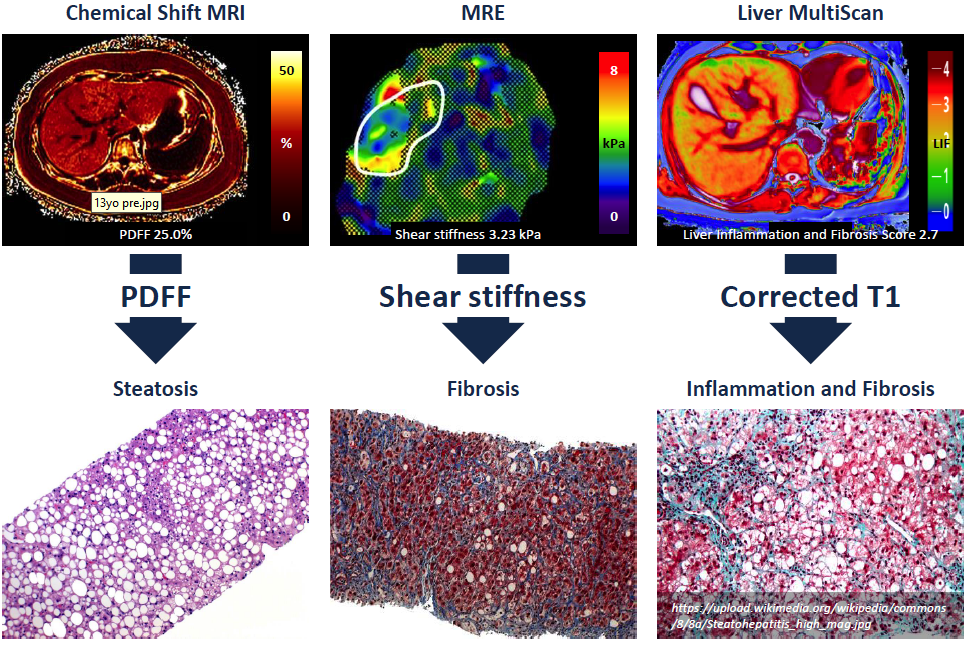 Chemical Shift MRI
MRE
Liver MultiScan
50
%
0
13yo pre.jpg
PDFF 25.0%
8
kPa
0
Shear stiffness 3.23 kPa
4
3
2
LIF
1
0
Liver Inflammation and Fibrosis Score 2.7
PDFF
Shear stiffness
Corrected T1
Steatosis
Fibrosis
Inflammation and Fibrosis
https://upload.wikimedia.org/wikipedia/commons
/8/8a/Steatohepatitis_high_mag.jpg